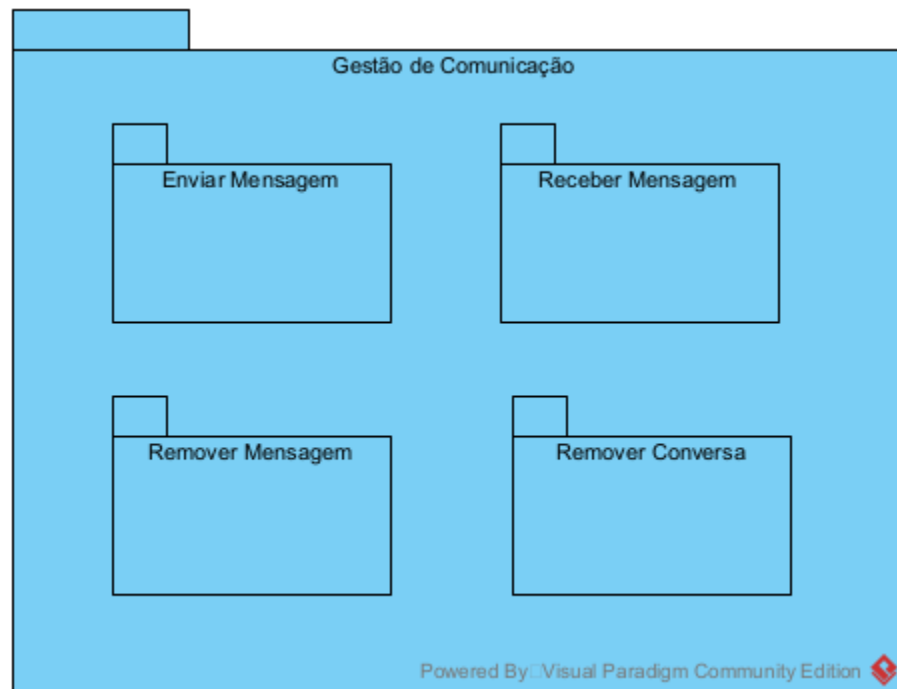 Gestão de Comunicação
Enviar Mensagem
Receber Mensagem
Remover Mensagem
Remover Conversa
Powered By Visual Paradigm Community Edition